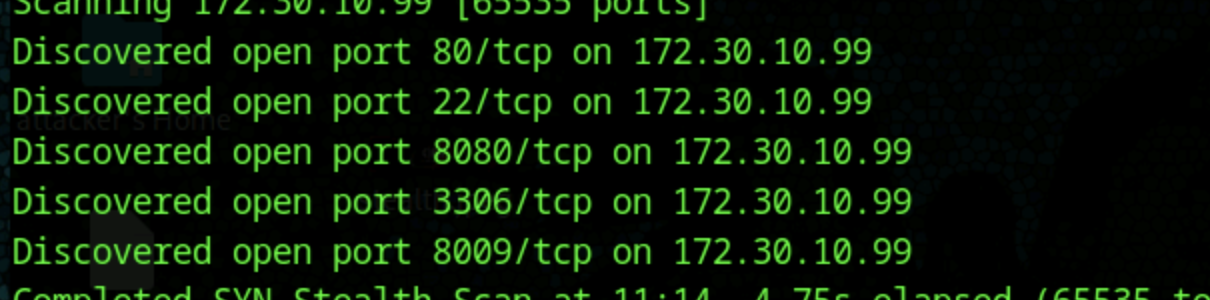 Scanning 172.30.10.99 [65535 ports]
Discovered open port 80/tcp on 172.30.10.99
Discovered open port 22/tcp on 172.30.10.99
attacker's Home
Discovered open port 8080/tcp on 172.30.10.99
Discovered open port 3306/tcp on 172.30.10.99
Discovered open port 8009/tcp on 172.30.10.99
Completed SYN Stealth Scan at 11:14, 4.75s elapsed (65535 to